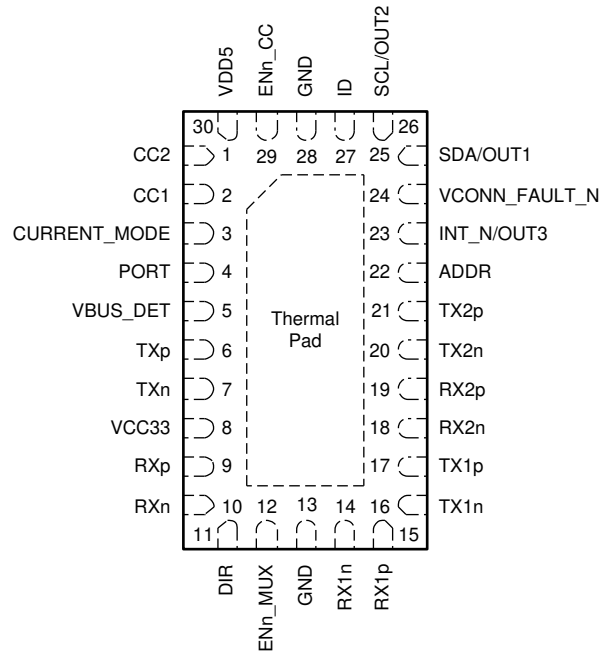 VDD5
ENn_CC
GND
ID
SCL/OUT2
30
29
28
27
26
CC2 1
CC1 2
CURRENT_MODE 3
PORT 4
VBUS_DET 5
TXp 6
TXn 7
VCC33 8
RXp 9
RXn 10
Thermal
Pad
25 SDA/OUT1
24 VCONN_FAULT_N
23 INT_N/OUT3
22 ADDR
21 TX2p
20 TX2n
19 RX2p
18 RX2n
17 TX1p
16 TX1n
11
12
13
14
15
DIR
ENn_MUX
GND
RX1n
RX1p